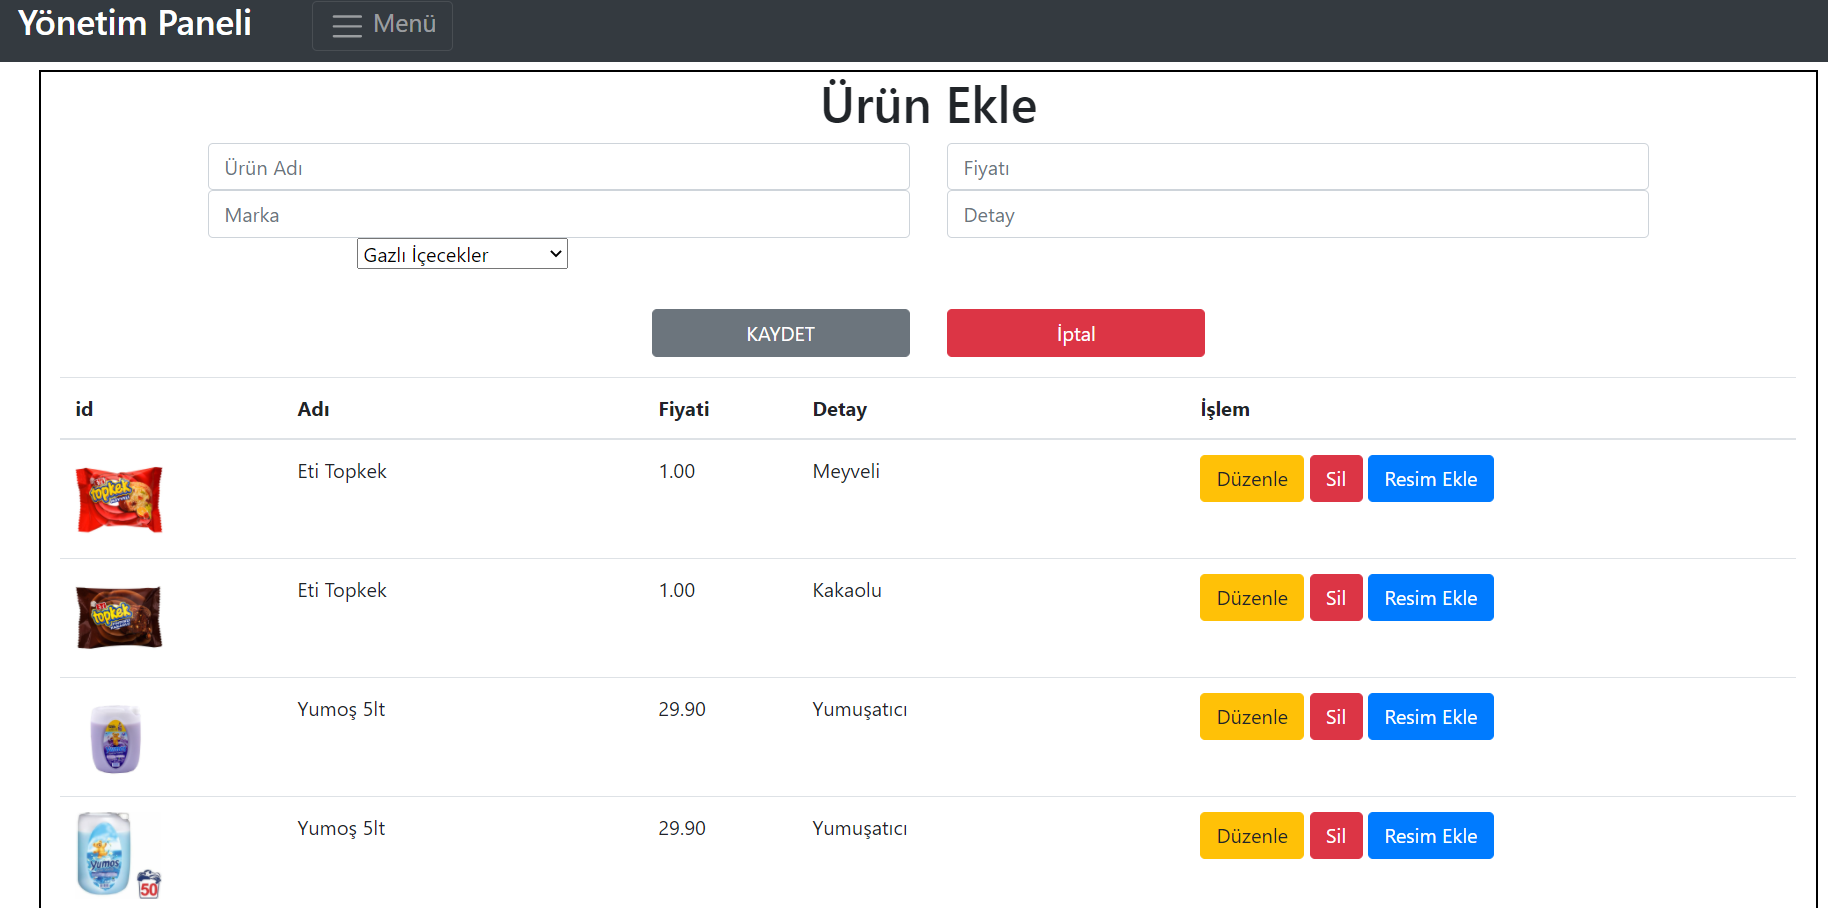 Yönetim Paneli Menü
Ürün Ekle
Ürün Adı Fiyatı
Marka Detay
Gazlı İçecekler
KAYDET İptal
id Adı Fiyati Detay İşlem
topkek Eti Topkek 1.00 Meyveli Düzenle Sil Resim Ekle
ETİ topkek Eti Topkek 1.00 Kakaolu Düzenle Sil Resim Ekle
Yumoş 5lt 29.90 Yumuşatıcı Düzenle Sil Resim Ekle
Yumoş Yumoş 5lt 29.90 Yumuşatıcı Düzenle Sil Resim Ekle
50